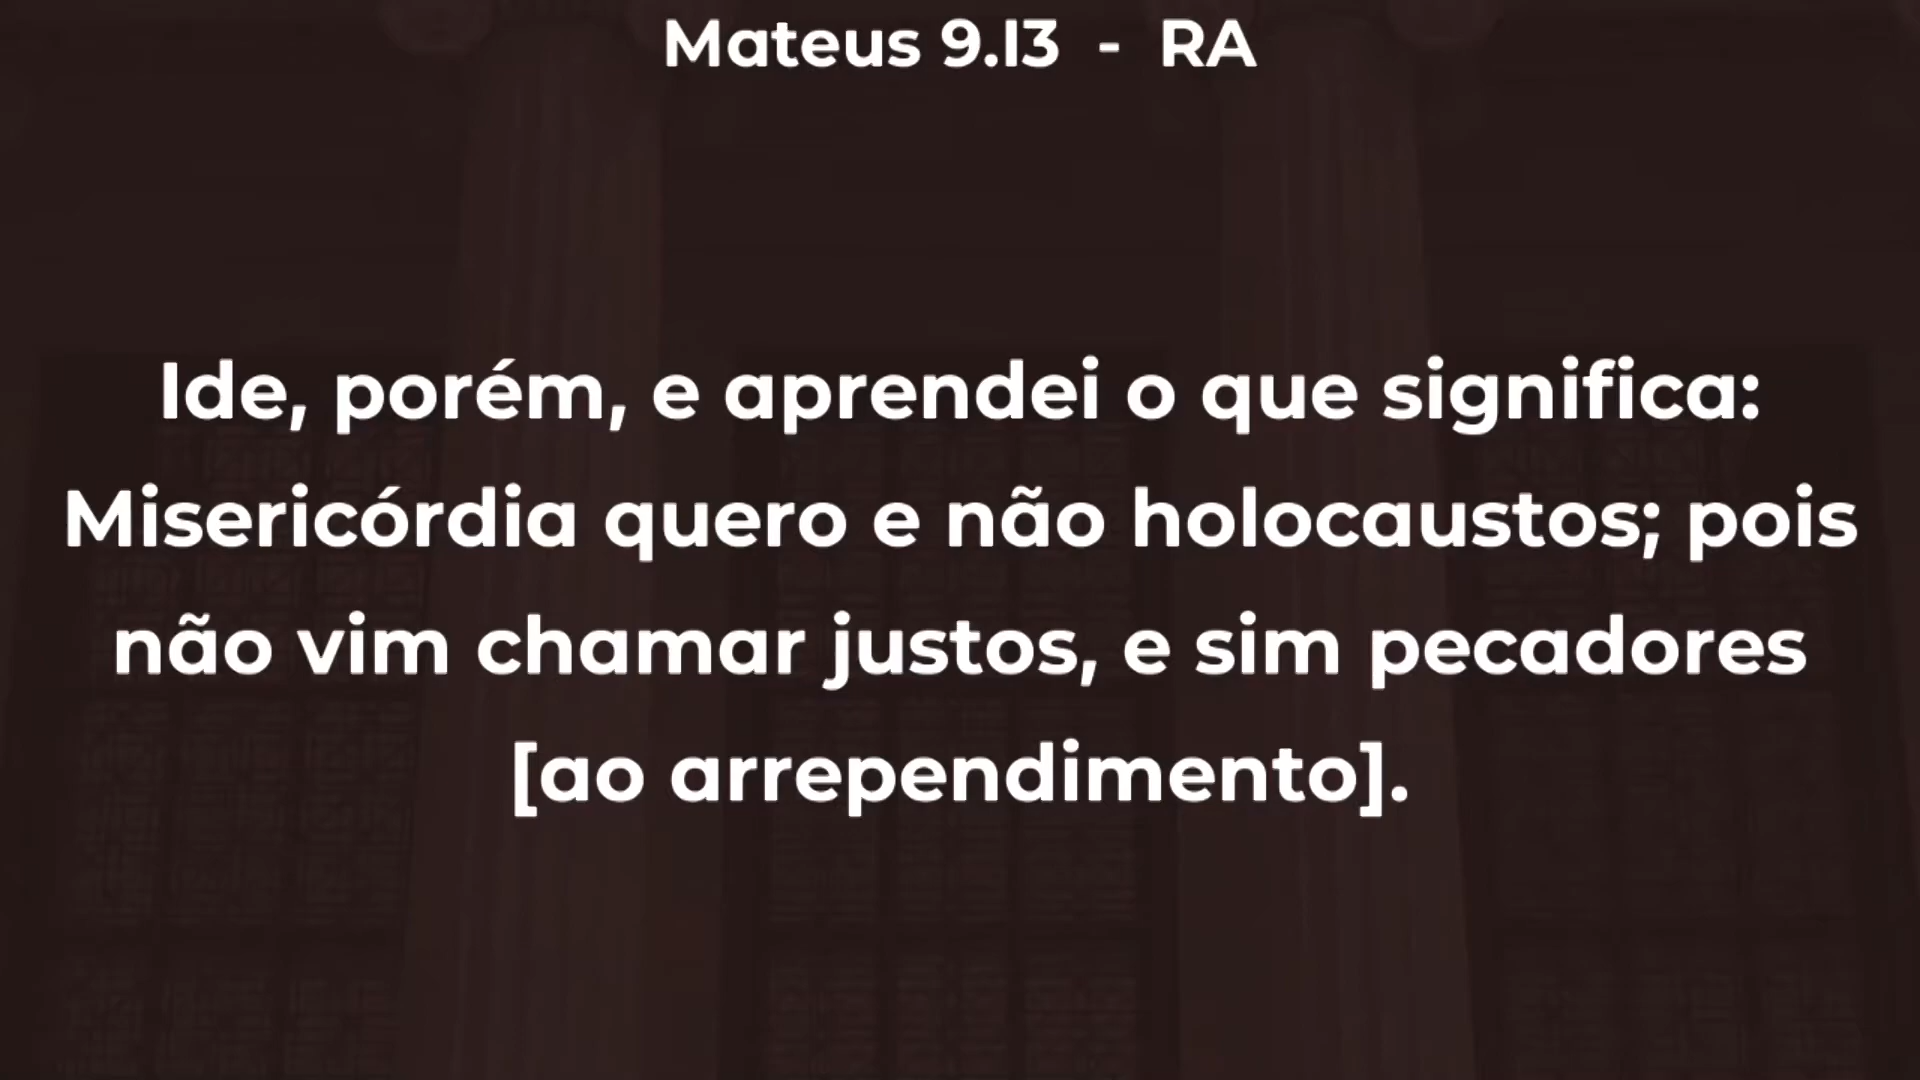 Mateus 9.13 - RA
Ide, porém, e aprendei o que significa:
Misericórdia quero e não holocaustos; pois
não vim chamar justos, e sim pecadores
[ao arrependimento].